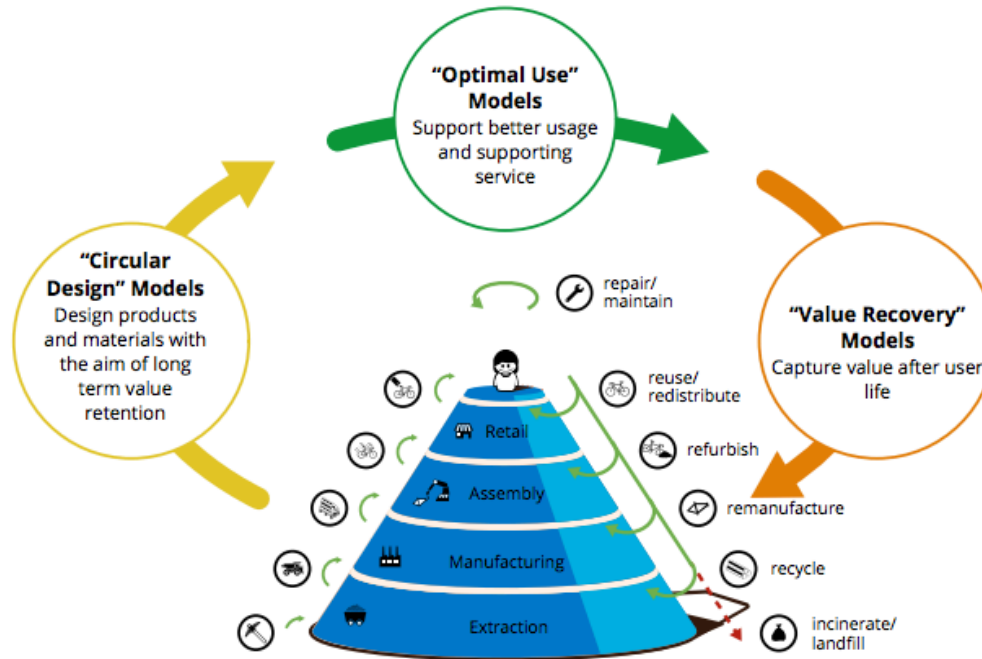 “Optimal Use”
Models
Support better usage
and supporting
service
“Circular
Design” Models
Design products
and materials with
the aim of long
term value
retention
“Value Recovery”
Models
Capture value after user
life
repair/
maintain
reuse/
redistribute
refurbish
remanufacture
recycle
incinerate/
landfill
Retail
Assembly
Manufacturing
Extraction